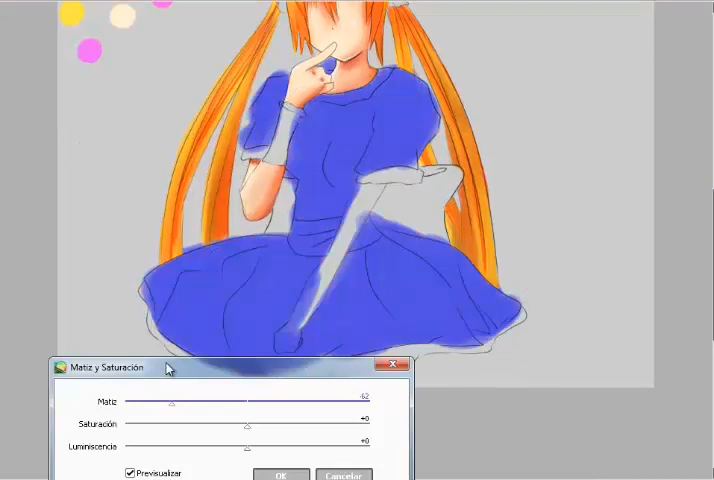 Matiz y Saturación
Matiz -62
Saturación +0
Luminiscencia +0
Previsualizar OK Cancelar